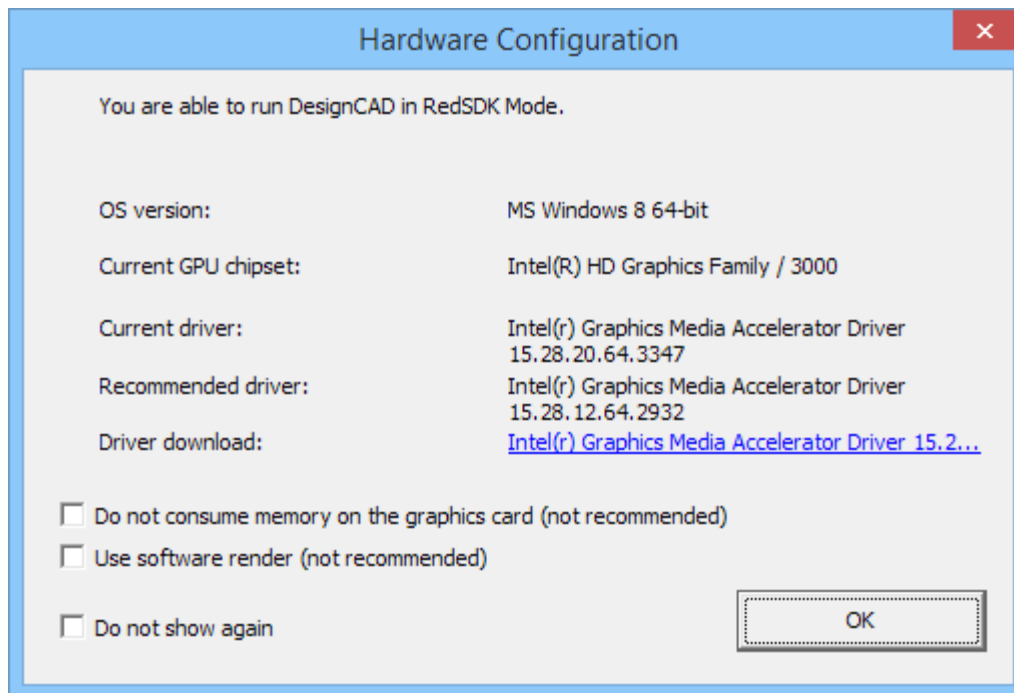 Hardware Configuration
You are able to run DesignCAD in RedSDK Mode.
OS version: MS Windows 8 64-bit
Current GPU chipset: Intel(R) HD Graphics Family / 3000
Current driver: Intel(r) Graphics Media Accelerator Driver
15.28.20.64.3347
Recommended driver: Intel(r) Graphics Media Accelerator Driver
15.28.12.64.2932
Driver download: Intel(r) Graphics Media Accelerator Driver 15.2...
Do not consume memory on the graphics card (not recommended)
Use software render (not recommended)
Do not show again
OK